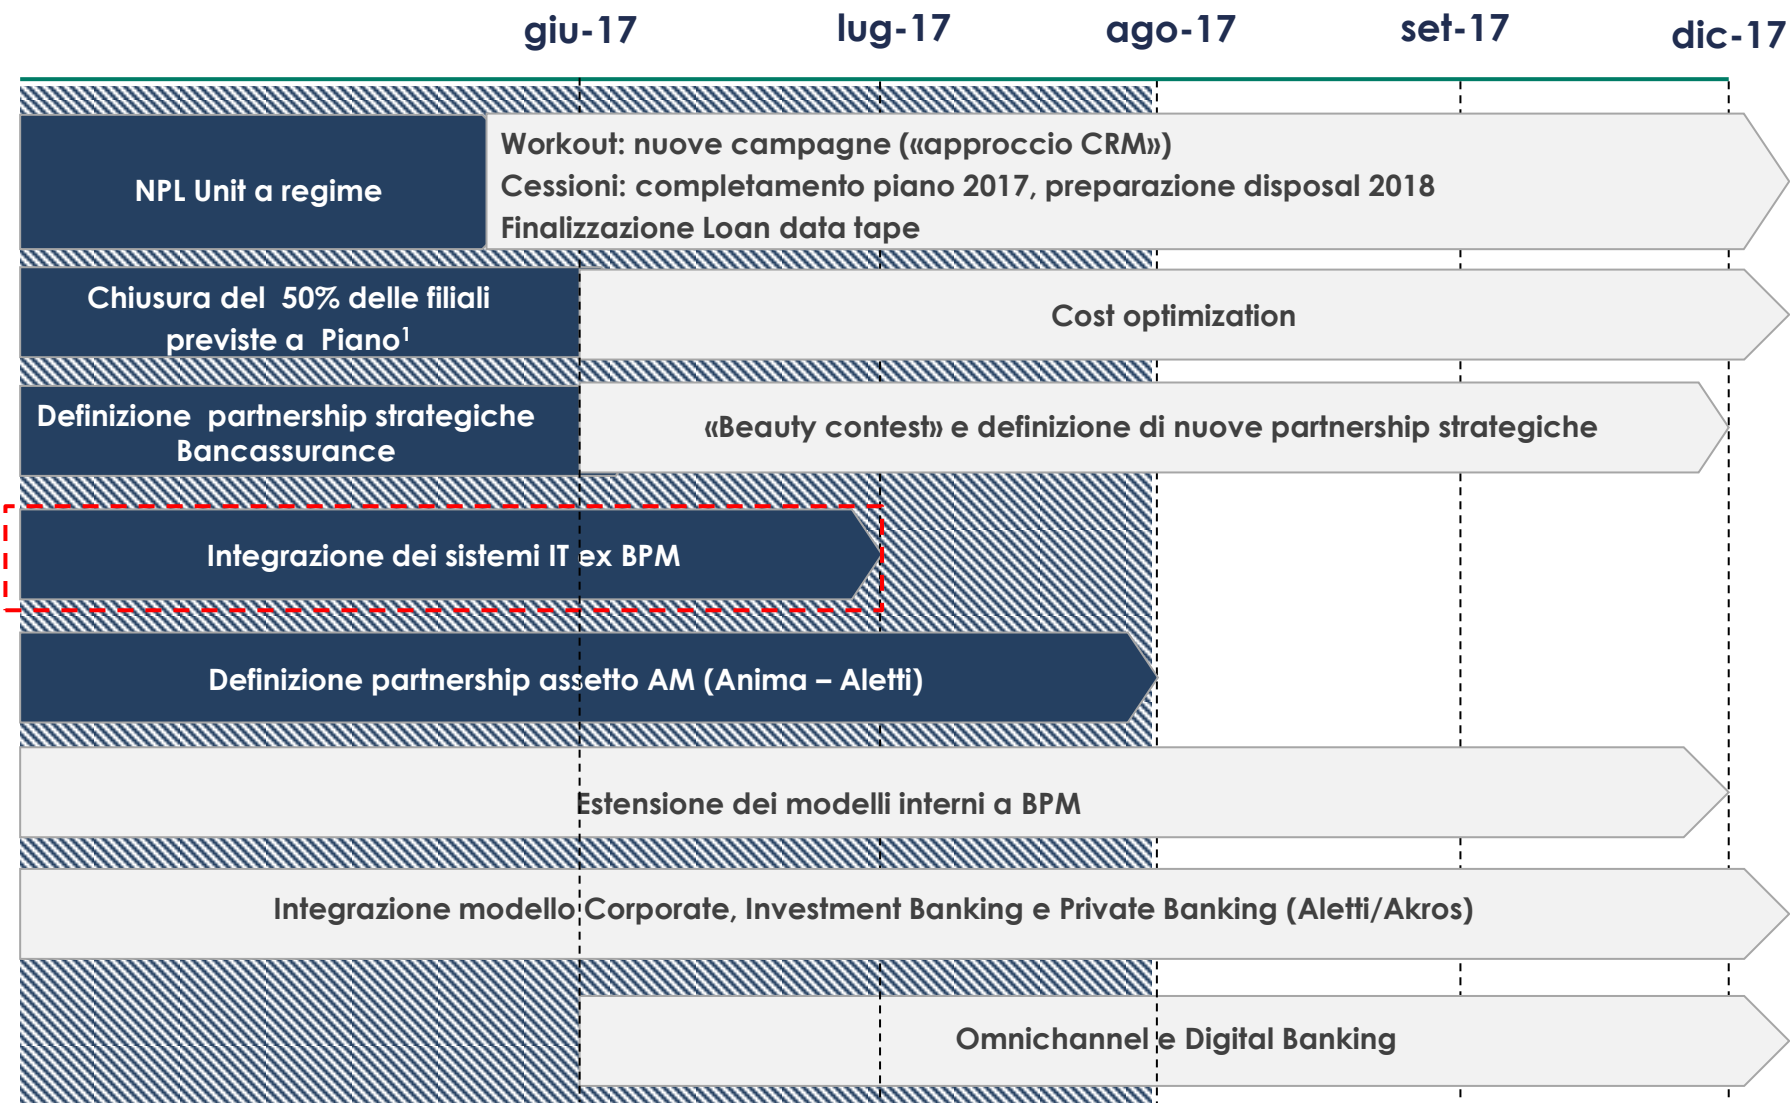 giu-17 lug-17 ago-17 set-17 dic-17
NPL Unit a regime
Workout: nuove campagne («approccio CRM»)
Cessioni: completamento piano 2017, preparazione disposal 2018
Finalizzazione Loan data tape
Chiusura del 50% delle filiali
previste a Piano¹
Cost optimization
Definizione partnership strategiche
Bancassurance
«Beauty contest» e definizione di nuove partnership strategiche
Integrazione dei sistemi IT ex BPM
Definizione partnership assetto AM (Anima – Aletti)
Estensione dei modelli interni a BPM
Integrazione modello Corporate, Investment Banking e Private Banking (Aletti/Akros)
Omnichannel e Digital Banking